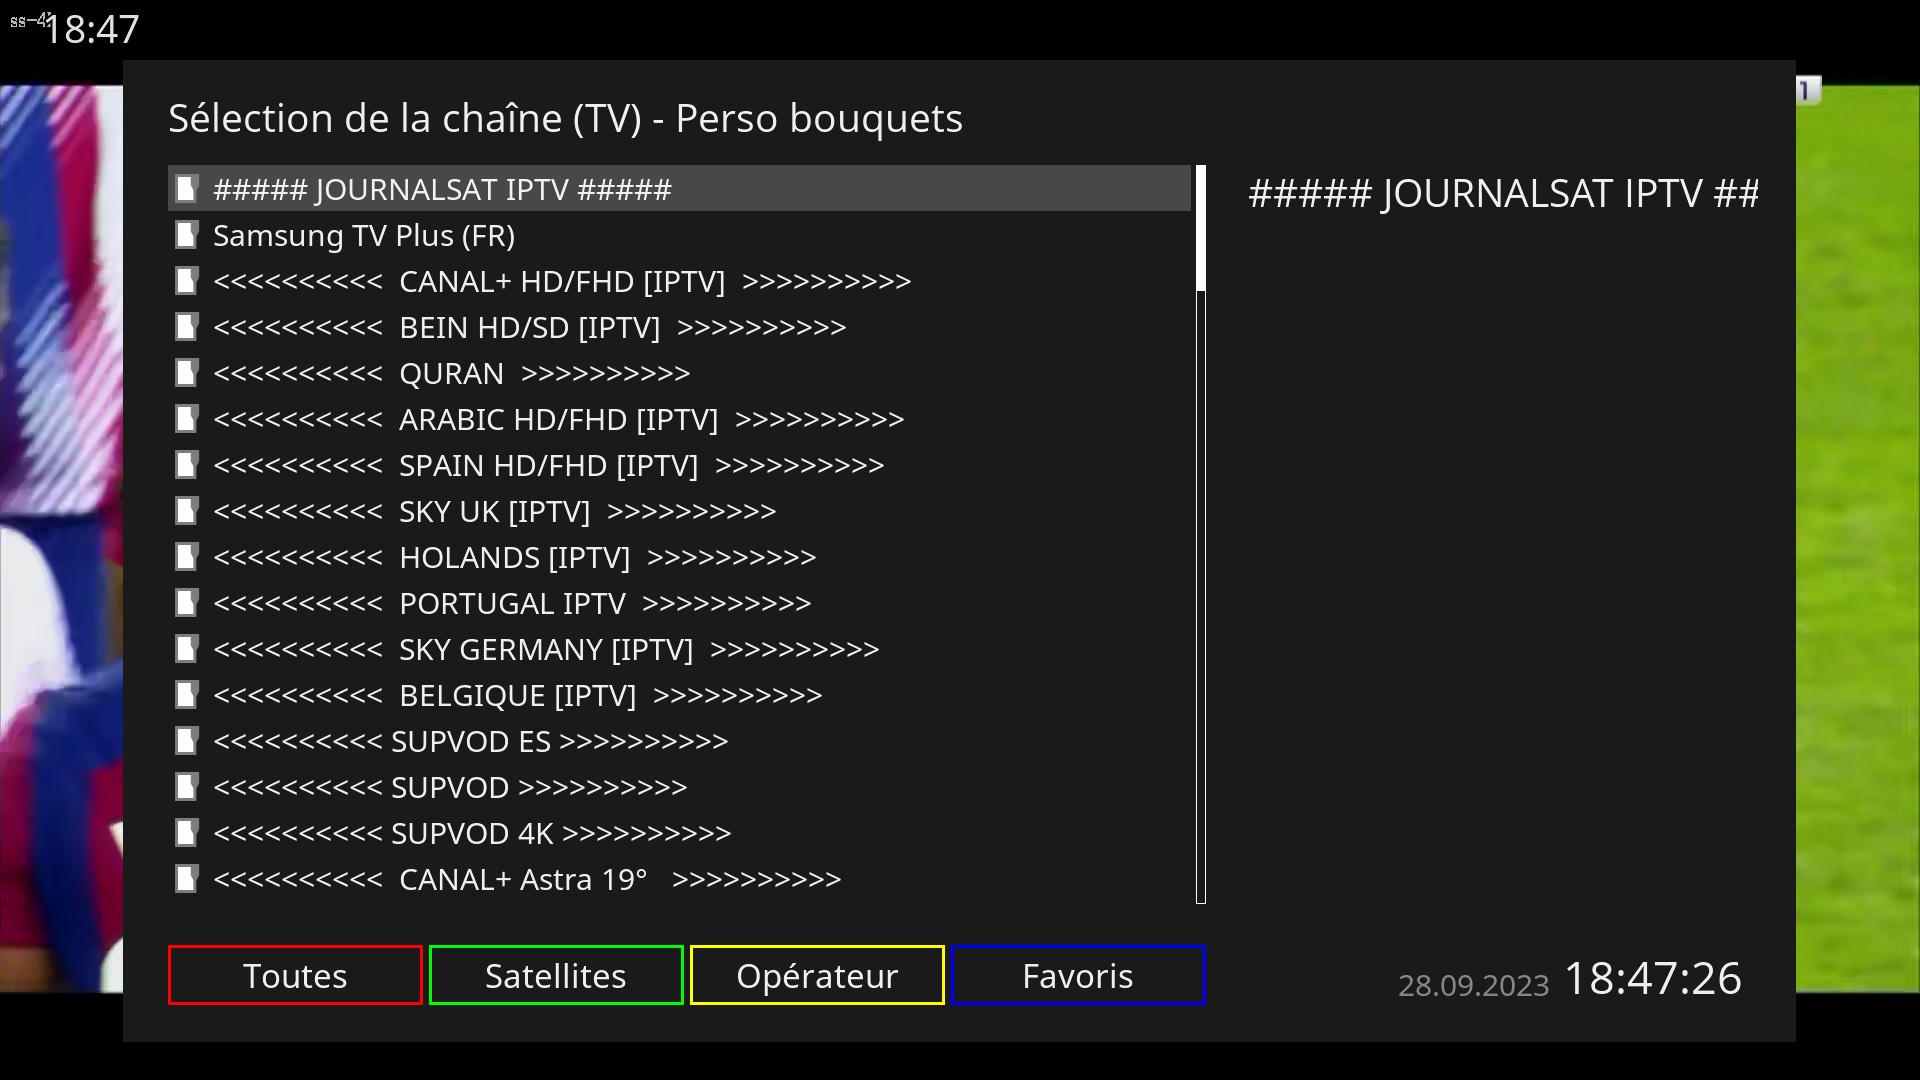 18:47
1
Sélection de la chaîne (TV) - Perso bouquets
##### JOURNALSAT IPTV #####
##### JOURNALSAT IPTV ##
Samsung TV Plus (FR)
<<<<<<<<<<  CANAL+ HD/FHD [IPTV]  >>>>>>>>>>
<<<<<<<<<<  BEIN HD/SD [IPTV]  >>>>>>>>>>
<<<<<<<<<<  QURAN  >>>>>>>>>>
<<<<<<<<<<  ARABIC HD/FHD [IPTV]  >>>>>>>>>>
<<<<<<<<<<  SPAIN HD/FHD [IPTV]  >>>>>>>>>>
<<<<<<<<<<  SKY UK [IPTV]  >>>>>>>>>>
<<<<<<<<<<  HOLANDS [IPTV]  >>>>>>>>>>
<<<<<<<<<<  PORTUGAL IPTV  >>>>>>>>>>
<<<<<<<<<<  SKY GERMANY [IPTV]  >>>>>>>>>>
<<<<<<<<<<  BELGIQUE [IPTV]  >>>>>>>>>>
<<<<<<<<<< SUPVOD ES >>>>>>>>>>
<<<<<<<<<< SUPVOD >>>>>>>>>>
<<<<<<<<<< SUPVOD 4K >>>>>>>>>>
<<<<<<<<<<  CANAL+ Astra 19°   >>>>>>>>>>
Toutes
Satellites
Opérateur
Favoris
28.09.2023 18:47:26